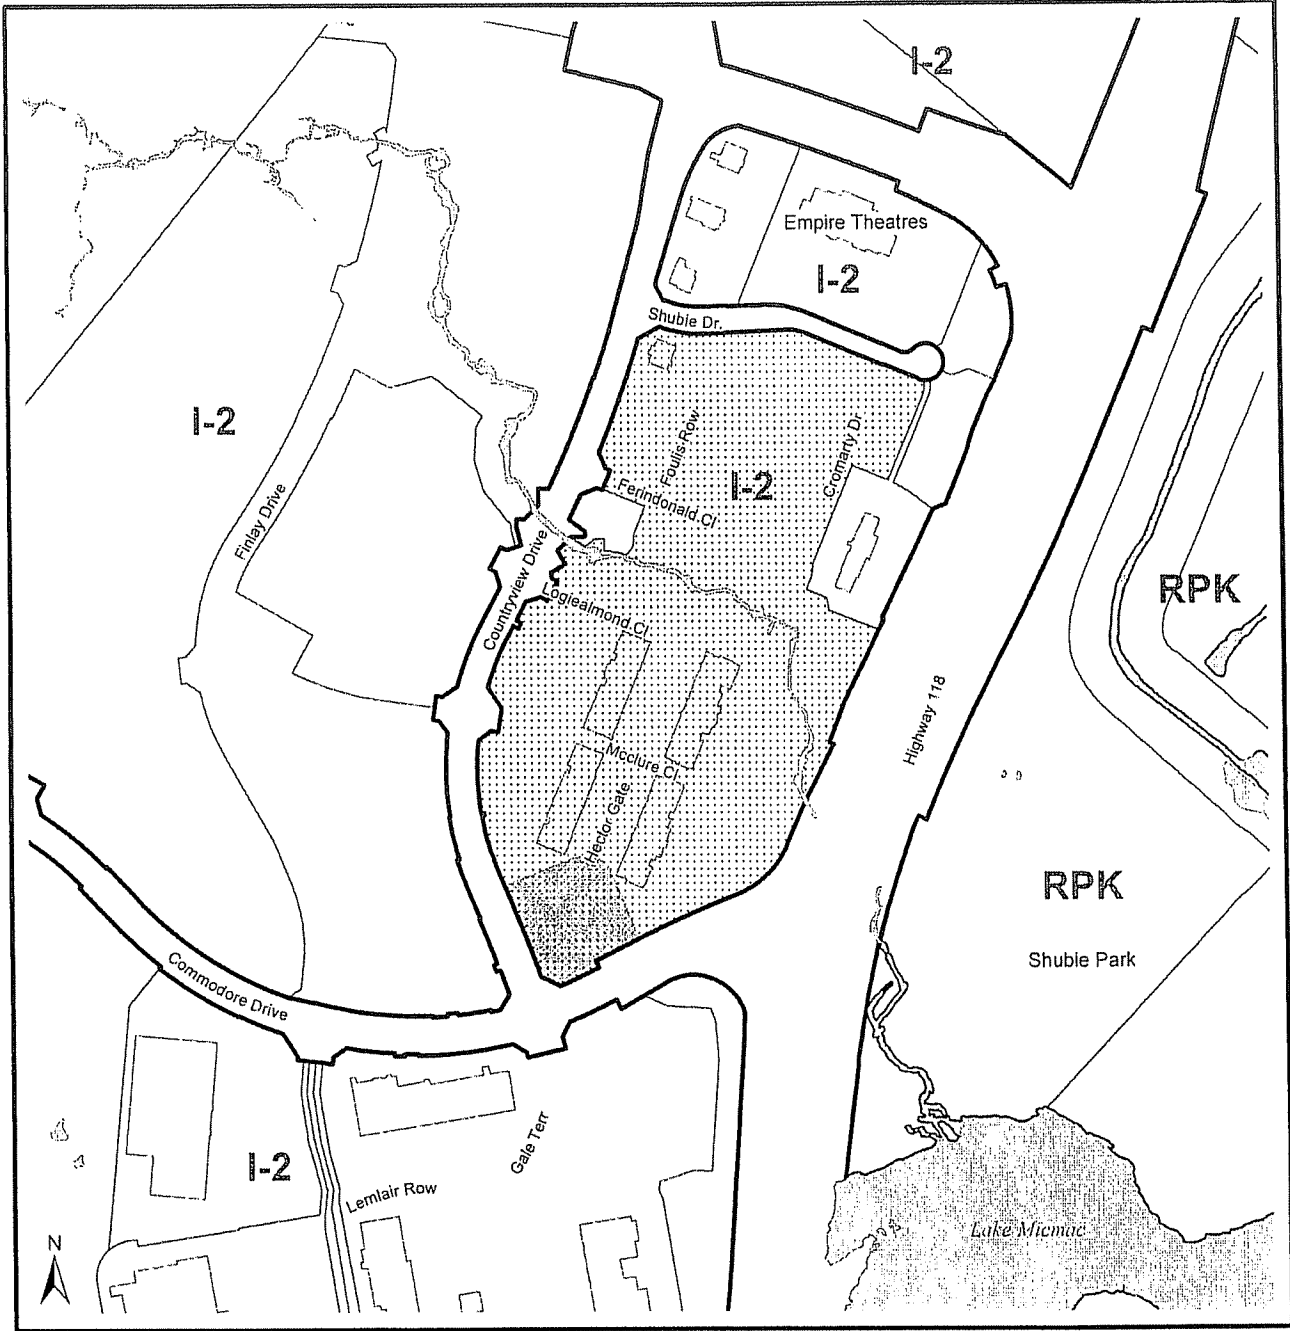 I-2
Empire Theatres
I-2
Shubie Dr.
I-2
Foulis Row
Cromarty Dr
I-2
Ferindonald Cl
Finlay Drive
Countryview Drive
RPK
Logiealmond Cl
Highway 118
Mcclure Cl
Hector Gate
RPK
Shubie Park
Commodore Drive
Gale Terr
I-2
Lemlair Row
Lake Micmac
N